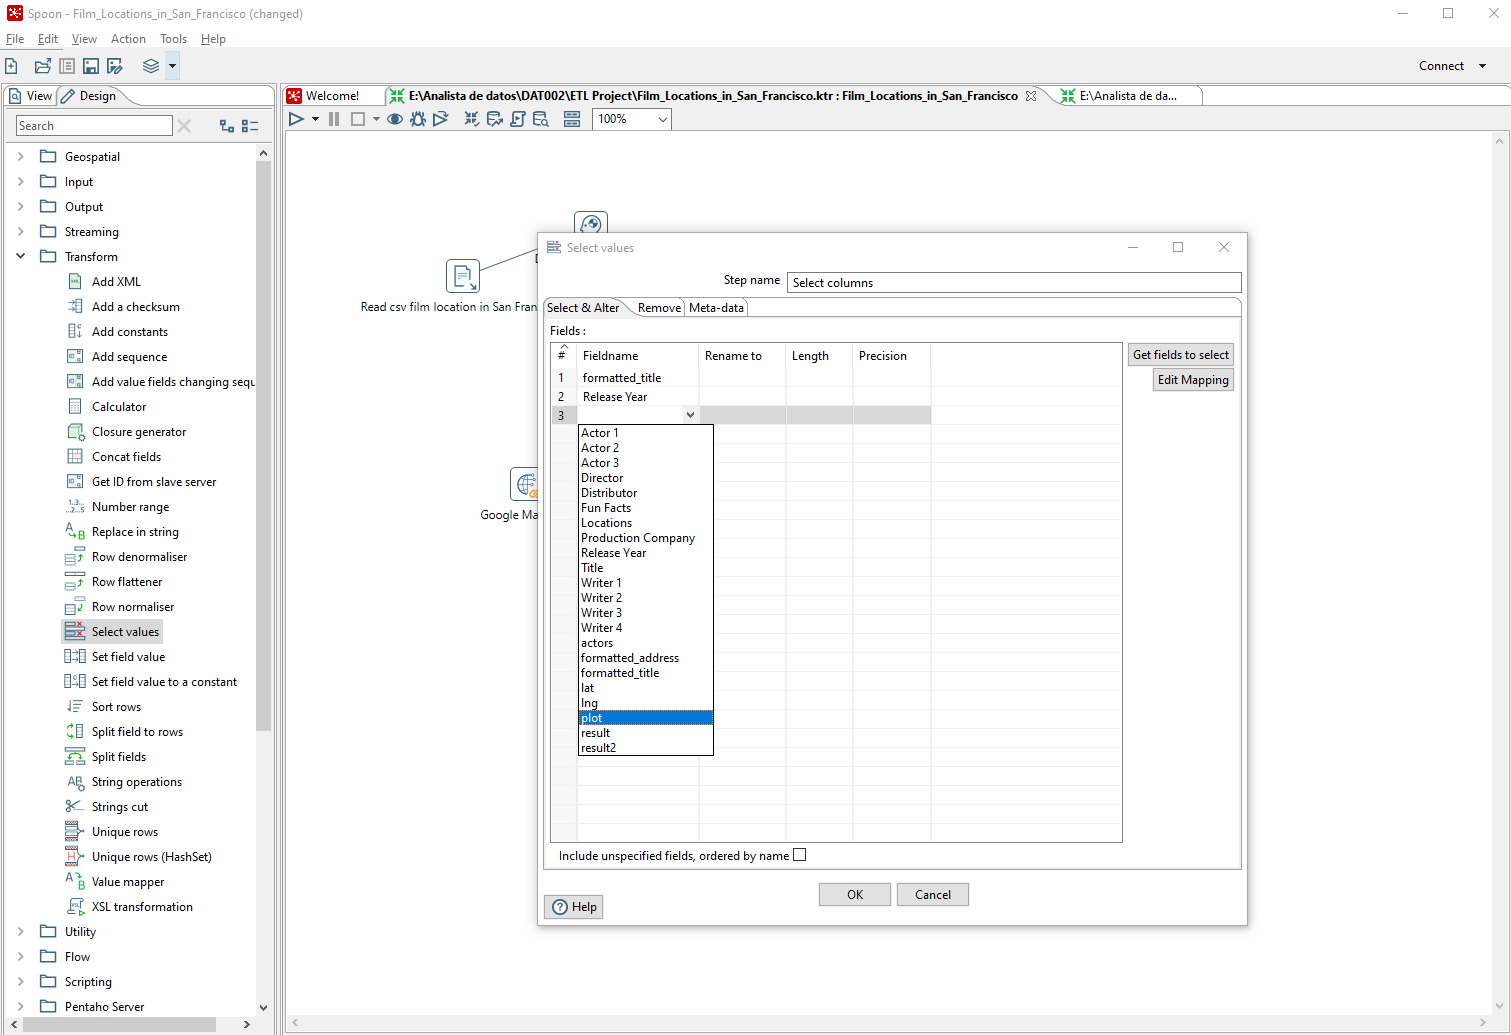 Spoon - Film_Locations_in_San_Francisco (changed)
File Edit View Action Tools Help
Connect
View Design
Welcome!
E:\Analista de datos\DAT002\ETL Project\Film_Locations_in_San_Francisco.ktr : Film_Locations_in_San_Francisco
E:\Analista de da...
Search
100%
Geospatial
Input
Output
Streaming
Transform
Add XML
Add a checksum
Add constants
Add sequence
Add value fields changing sequ
Calculator
Closure generator
Concat fields
Get ID from slave server
Number range
Replace in string
Row denormaliser
Row flattener
Row normaliser
Select values
Set field value
Set field value to a constant
Sort rows
Split field to rows
Split fields
String operations
Strings cut
Unique rows
Unique rows (HashSet)
Value mapper
XSL transformation
Utility
Flow
Scripting
Pentaho Server
Read csv film location in San Fran
Google Ma
Select values
Step name Select columns
Select & Alter Remove Meta-data
Fields :
# Fieldname Rename to Length Precision
1 formatted_title
2 Release Year
3
Actor 1
Actor 2
Actor 3
Director
Distributor
Fun Facts
Locations
Production Company
Release Year
Title
Writer 1
Writer 2
Writer 3
Writer 4
actors
formatted_address
formatted_title
lat
lng
plot
result
result2
Get fields to select
Edit Mapping
Include unspecified fields, ordered by name
OK Cancel
Help